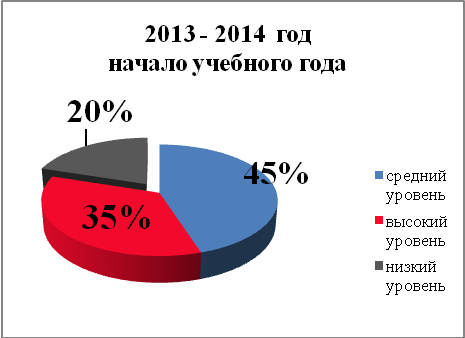 2013 - 2014 год
начало учебного года
20%
45%
35%
средний
уровень
высокий
уровень
низкий
уровень